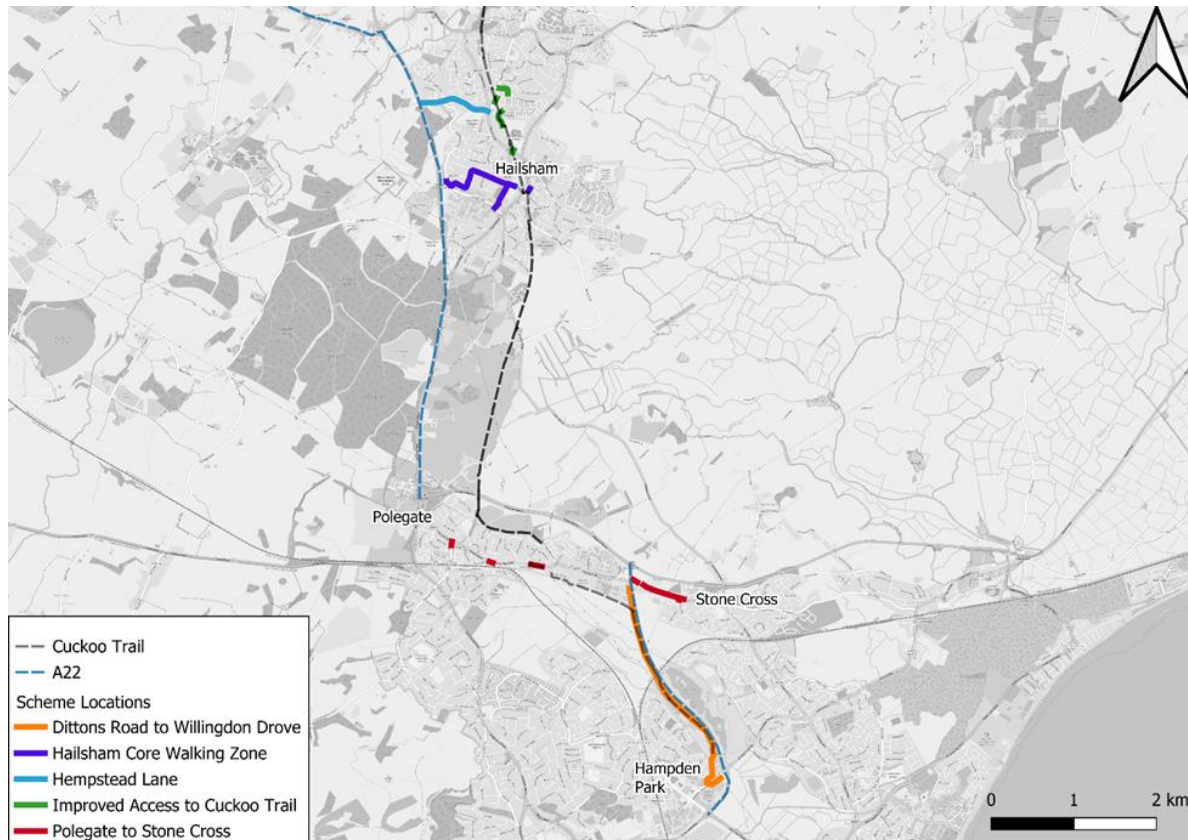 Hailsham
Polegate
Stone Cross
Hampden
Park
Cuckoo Trail
A22
Scheme Locations
Dittons Road to Willingdon Drove
Hailsham Core Walking Zone
Hempstead Lane
Improved Access to Cuckoo Trail
Polegate to Stone Cross
0 1 2 km